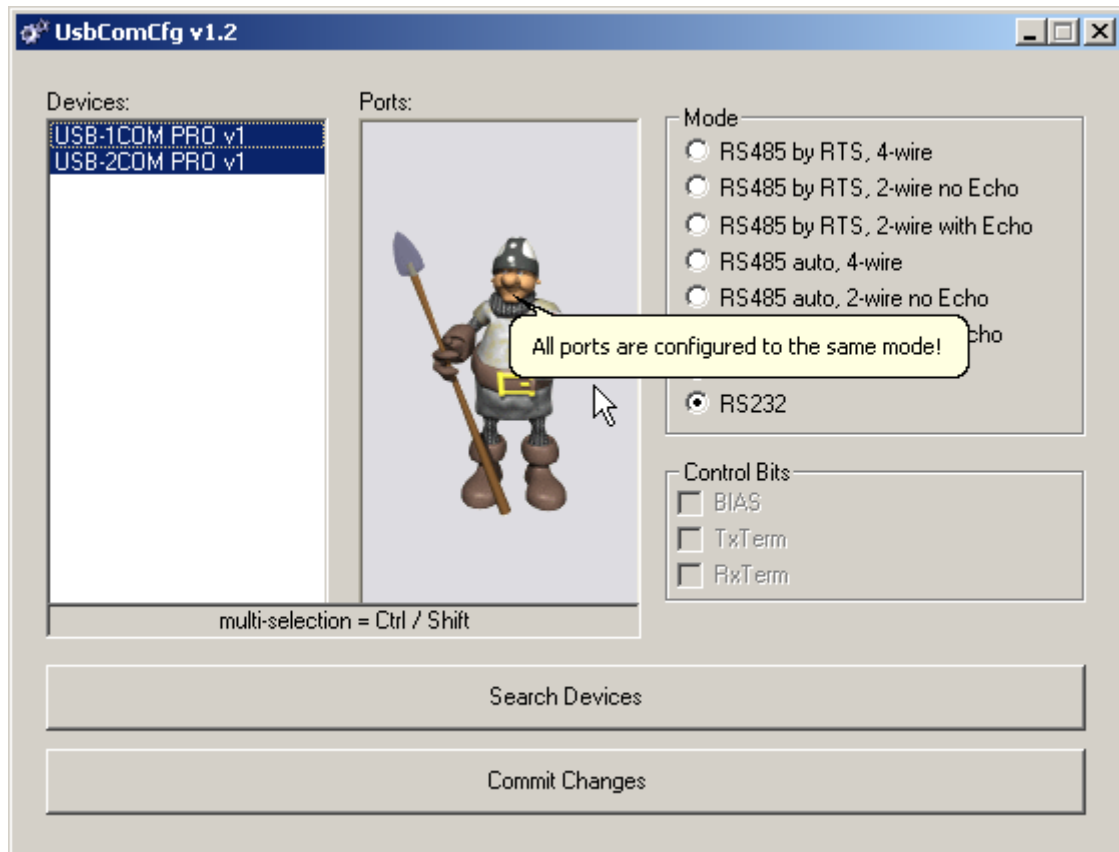 UsbComCfg v1.2
Devices:
Ports:
USB-1COM PRO v1
USB-2COM PRO v1
multi-selection = Ctrl / Shift
All ports are configured to the same mode!
Mode
RS485 by RTS, 4-wire
RS485 by RTS, 2-wire no Echo
RS485 by RTS, 2-wire with Echo
RS485 auto, 4-wire
RS485 auto, 2-wire no Echo
RS232
Control Bits
BIAS
TxTerm
RxTerm
Search Devices
Commit Changes